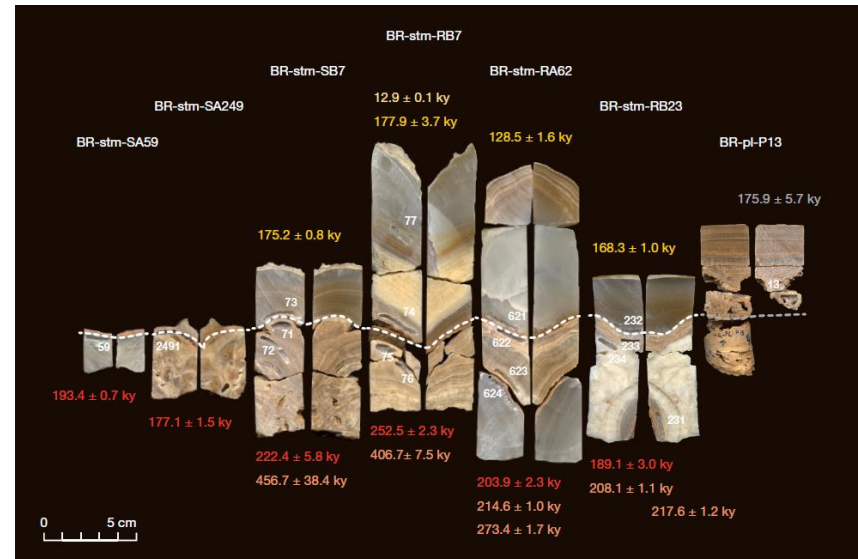 BR-stm-RB7
BR-stm-SB7
BR-stm-RA62
BR-stm-SA249
BR-stm-RB23
BR-stm-SA59
BR-pl-P13
12.9 ± 0.1 ky
177.9 ± 3.7 ky
128.5 ± 1.6 ky
175.9 ± 5.7 ky
175.2 ± 0.8 ky
168.3 ± 1.0 ky
77
13
73
74
621
232
59
2491
71
72
622
233
234
75
76
623
624
231
193.4 ± 0.7 ky
177.1 ± 1.5 ky
252.5 ± 2.3 ky
406.7± 7.5 ky
222.4 ± 5.8 ky
456.7 ± 38.4 ky
203.9 ± 2.3 ky
214.6 ± 1.0 ky
273.4 ± 1.7 ky
189.1 ± 3.0 ky
208.1 ± 1.1 ky
217.6 ± 1.2 ky
0 5 cm